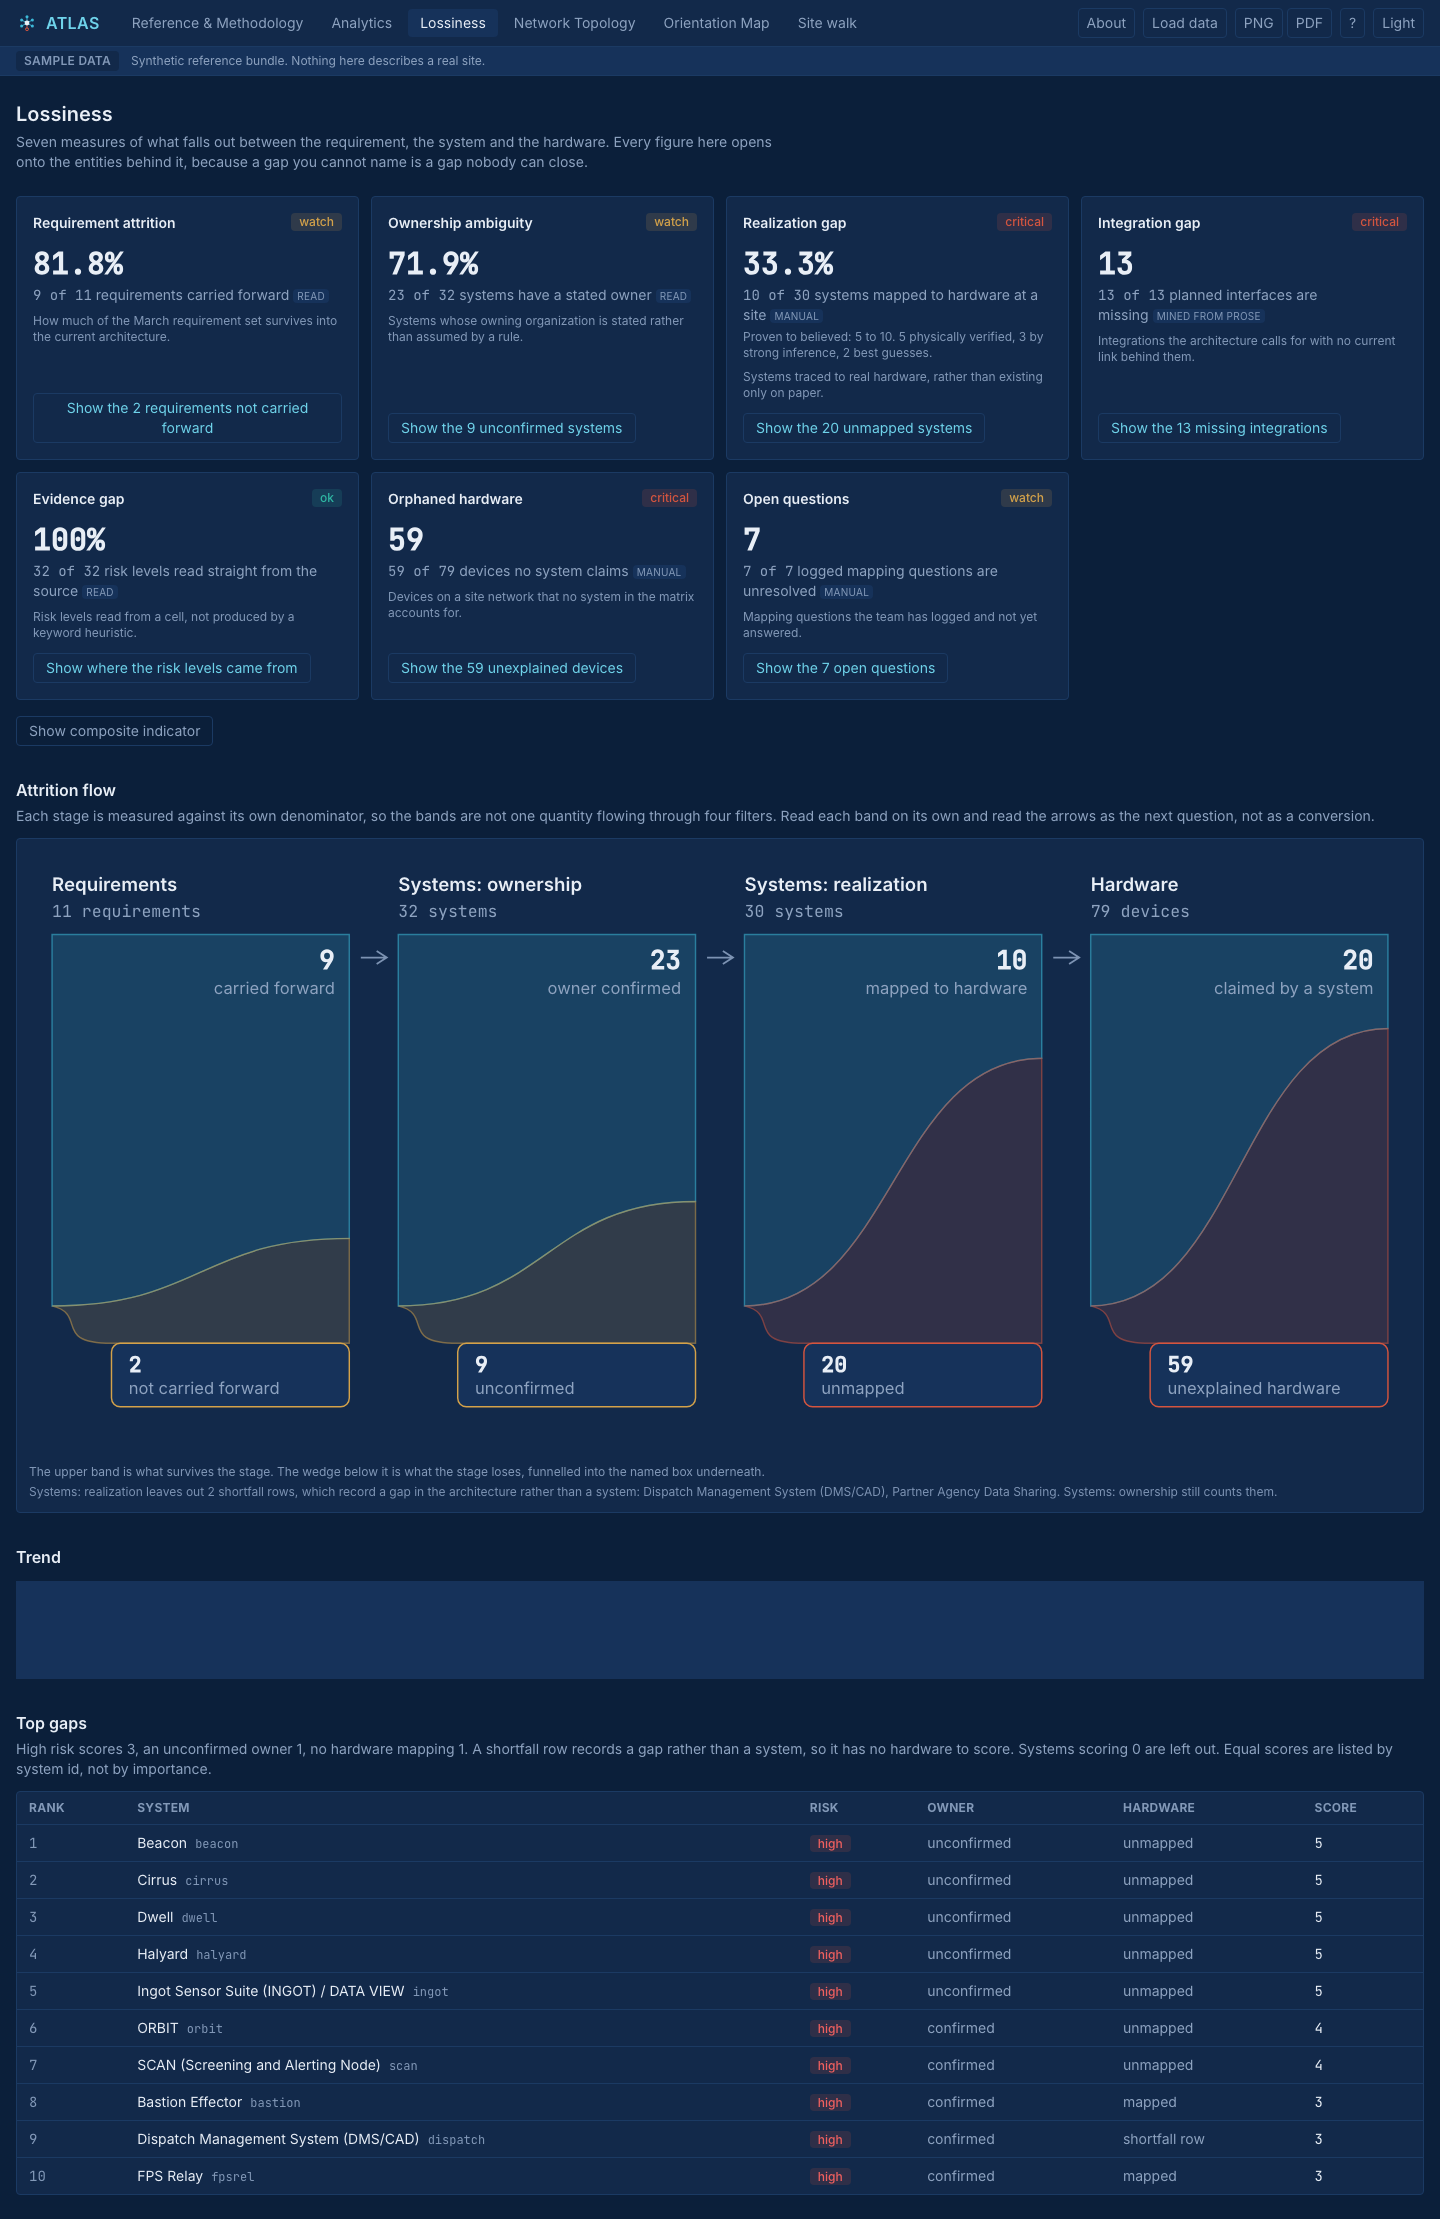 ATLAS
Reference & Methodology
Analytics
Lossiness
Network Topology
Orientation Map
Site walk
About
Load data
PNG
PDF
?
Light
SAMPLE DATA
Synthetic reference bundle. Nothing here describes a real site.
Lossiness
Seven measures of what falls out between the requirement, the system and the hardware. Every figure here opens
onto the entities behind it, because a gap you cannot name is a gap nobody can close.
Requirement attrition
watch
81.8%
9 of 11 requirements carried forward READ
How much of the March requirement set survives into
the current architecture.
Show the 2 requirements not carried
forward
Ownership ambiguity
watch
71.9%
23 of 32 systems have a stated owner READ
Systems whose owning organization is stated rather
than assumed by a rule.
Show the 9 unconfirmed systems
Realization gap
critical
33.3%
10 of 30 systems mapped to hardware at a
site MANUAL
Proven to believed: 5 to 10. 5 physically verified, 3 by
strong inference, 2 best guesses.
Systems traced to real hardware, rather than existing
only on paper.
Show the 20 unmapped systems
Integration gap
critical
13
13 of 13 planned interfaces are
missing MINED FROM PROSE
Integrations the architecture calls for with no current
link behind them.
Show the 13 missing integrations
Evidence gap
ok
100%
32 of 32 risk levels read straight from the
source READ
Risk levels read from a cell, not produced by a
keyword heuristic.
Show where the risk levels came from
Orphaned hardware
critical
59
59 of 79 devices no system claims MANUAL
Devices on a site network that no system in the matrix
accounts for.
Show the 59 unexplained devices
Open questions
watch
7
7 of 7 logged mapping questions are
unresolved MANUAL
Mapping questions the team has logged and not yet
answered.
Show the 7 open questions
Show composite indicator
Attrition flow
Each stage is measured against its own denominator, so the bands are not one quantity flowing through four filters. Read each band on its own and read the arrows as the next question, not as a conversion.
Requirements
11 requirements
9
carried forward
2
not carried forward
Systems: ownership
32 systems
23
owner confirmed
9
unconfirmed
Systems: realization
30 systems
10
mapped to hardware
20
unmapped
Hardware
79 devices
20
claimed by a system
59
unexplained hardware
The upper band is what survives the stage. The wedge below it is what the stage loses, funnelled into the named box underneath.
Systems: realization leaves out 2 shortfall rows, which record a gap in the architecture rather than a system: Dispatch Management System (DMS/CAD), Partner Agency Data Sharing. Systems: ownership still counts them.
Trend
Top gaps
High risk scores 3, an unconfirmed owner 1, no hardware mapping 1. A shortfall row records a gap rather than a system, so it has no hardware to score. Systems scoring 0 are left out. Equal scores are listed by
system id, not by importance.
RANK SYSTEM RISK OWNER HARDWARE SCORE
1 Beacon beacon high unconfirmed unmapped 5
2 Cirrus cirrus high unconfirmed unmapped 5
3 Dwell dwell high unconfirmed unmapped 5
4 Halyard halyard high unconfirmed unmapped 5
5 Ingot Sensor Suite (INGOT) / DATA VIEW ingot high unconfirmed unmapped 5
6 ORBIT orbit high confirmed unmapped 4
7 SCAN (Screening and Alerting Node) scan high confirmed unmapped 4
8 Bastion Effector bastion high confirmed mapped 3
9 Dispatch Management System (DMS/CAD) dispatch high confirmed shortfall row 3
10 FPS Relay fpsrel high confirmed mapped 3